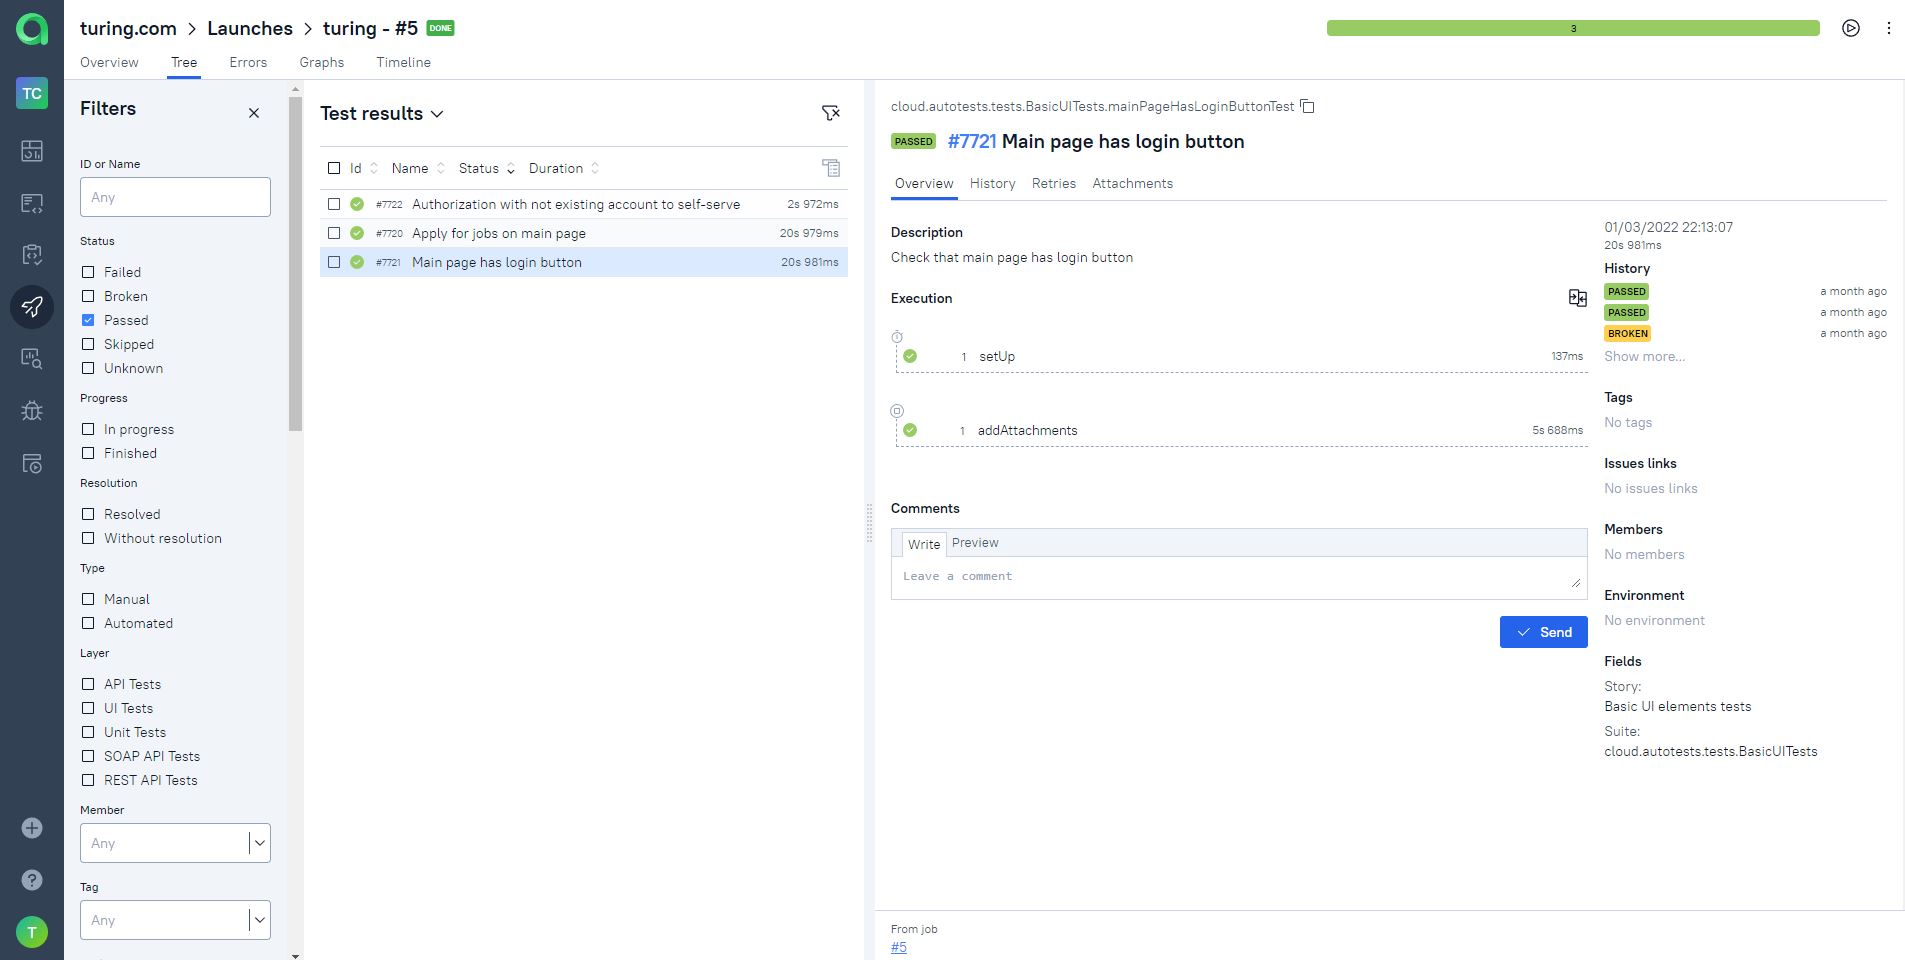 turing.com > Launches > turing - #5 DONE
3
Overview Tree Errors Graphs Timeline
TC
T
Filters
ID or Name
Any
Status
Failed
Broken
Passed
Skipped
Unknown
Progress
In progress
Finished
Resolution
Resolved
Without resolution
Type
Manual
Automated
Layer
API Tests
UI Tests
Unit Tests
SOAP API Tests
REST API Tests
Member
Any
Tag
Any
Test results
Id Name Status Duration
#7722 Authorization with not existing account to self-serve 2s 972ms
#7720 Apply for jobs on main page 20s 979ms
#7721 Main page has login button 20s 981ms
cloud.autotests.tests.BasicUITests.mainPageHasLoginButtonTest
PASSED #7721 Main page has login button
Overview History Retries Attachments
Description
Check that main page has login button
Execution
1 setUp 137ms
1 addAttachments 5s 688ms
Comments
Write Preview
Leave a comment
Send
01/03/2022 22:13:07
20s 981ms
History
PASSED a month ago
PASSED a month ago
BROKEN a month ago
Show more...
Tags
No tags
Issues links
No issues links
Members
No members
Environment
No environment
Fields
Story:
Basic UI elements tests
Suite:
cloud.autotests.tests.BasicUITests
From job
#5